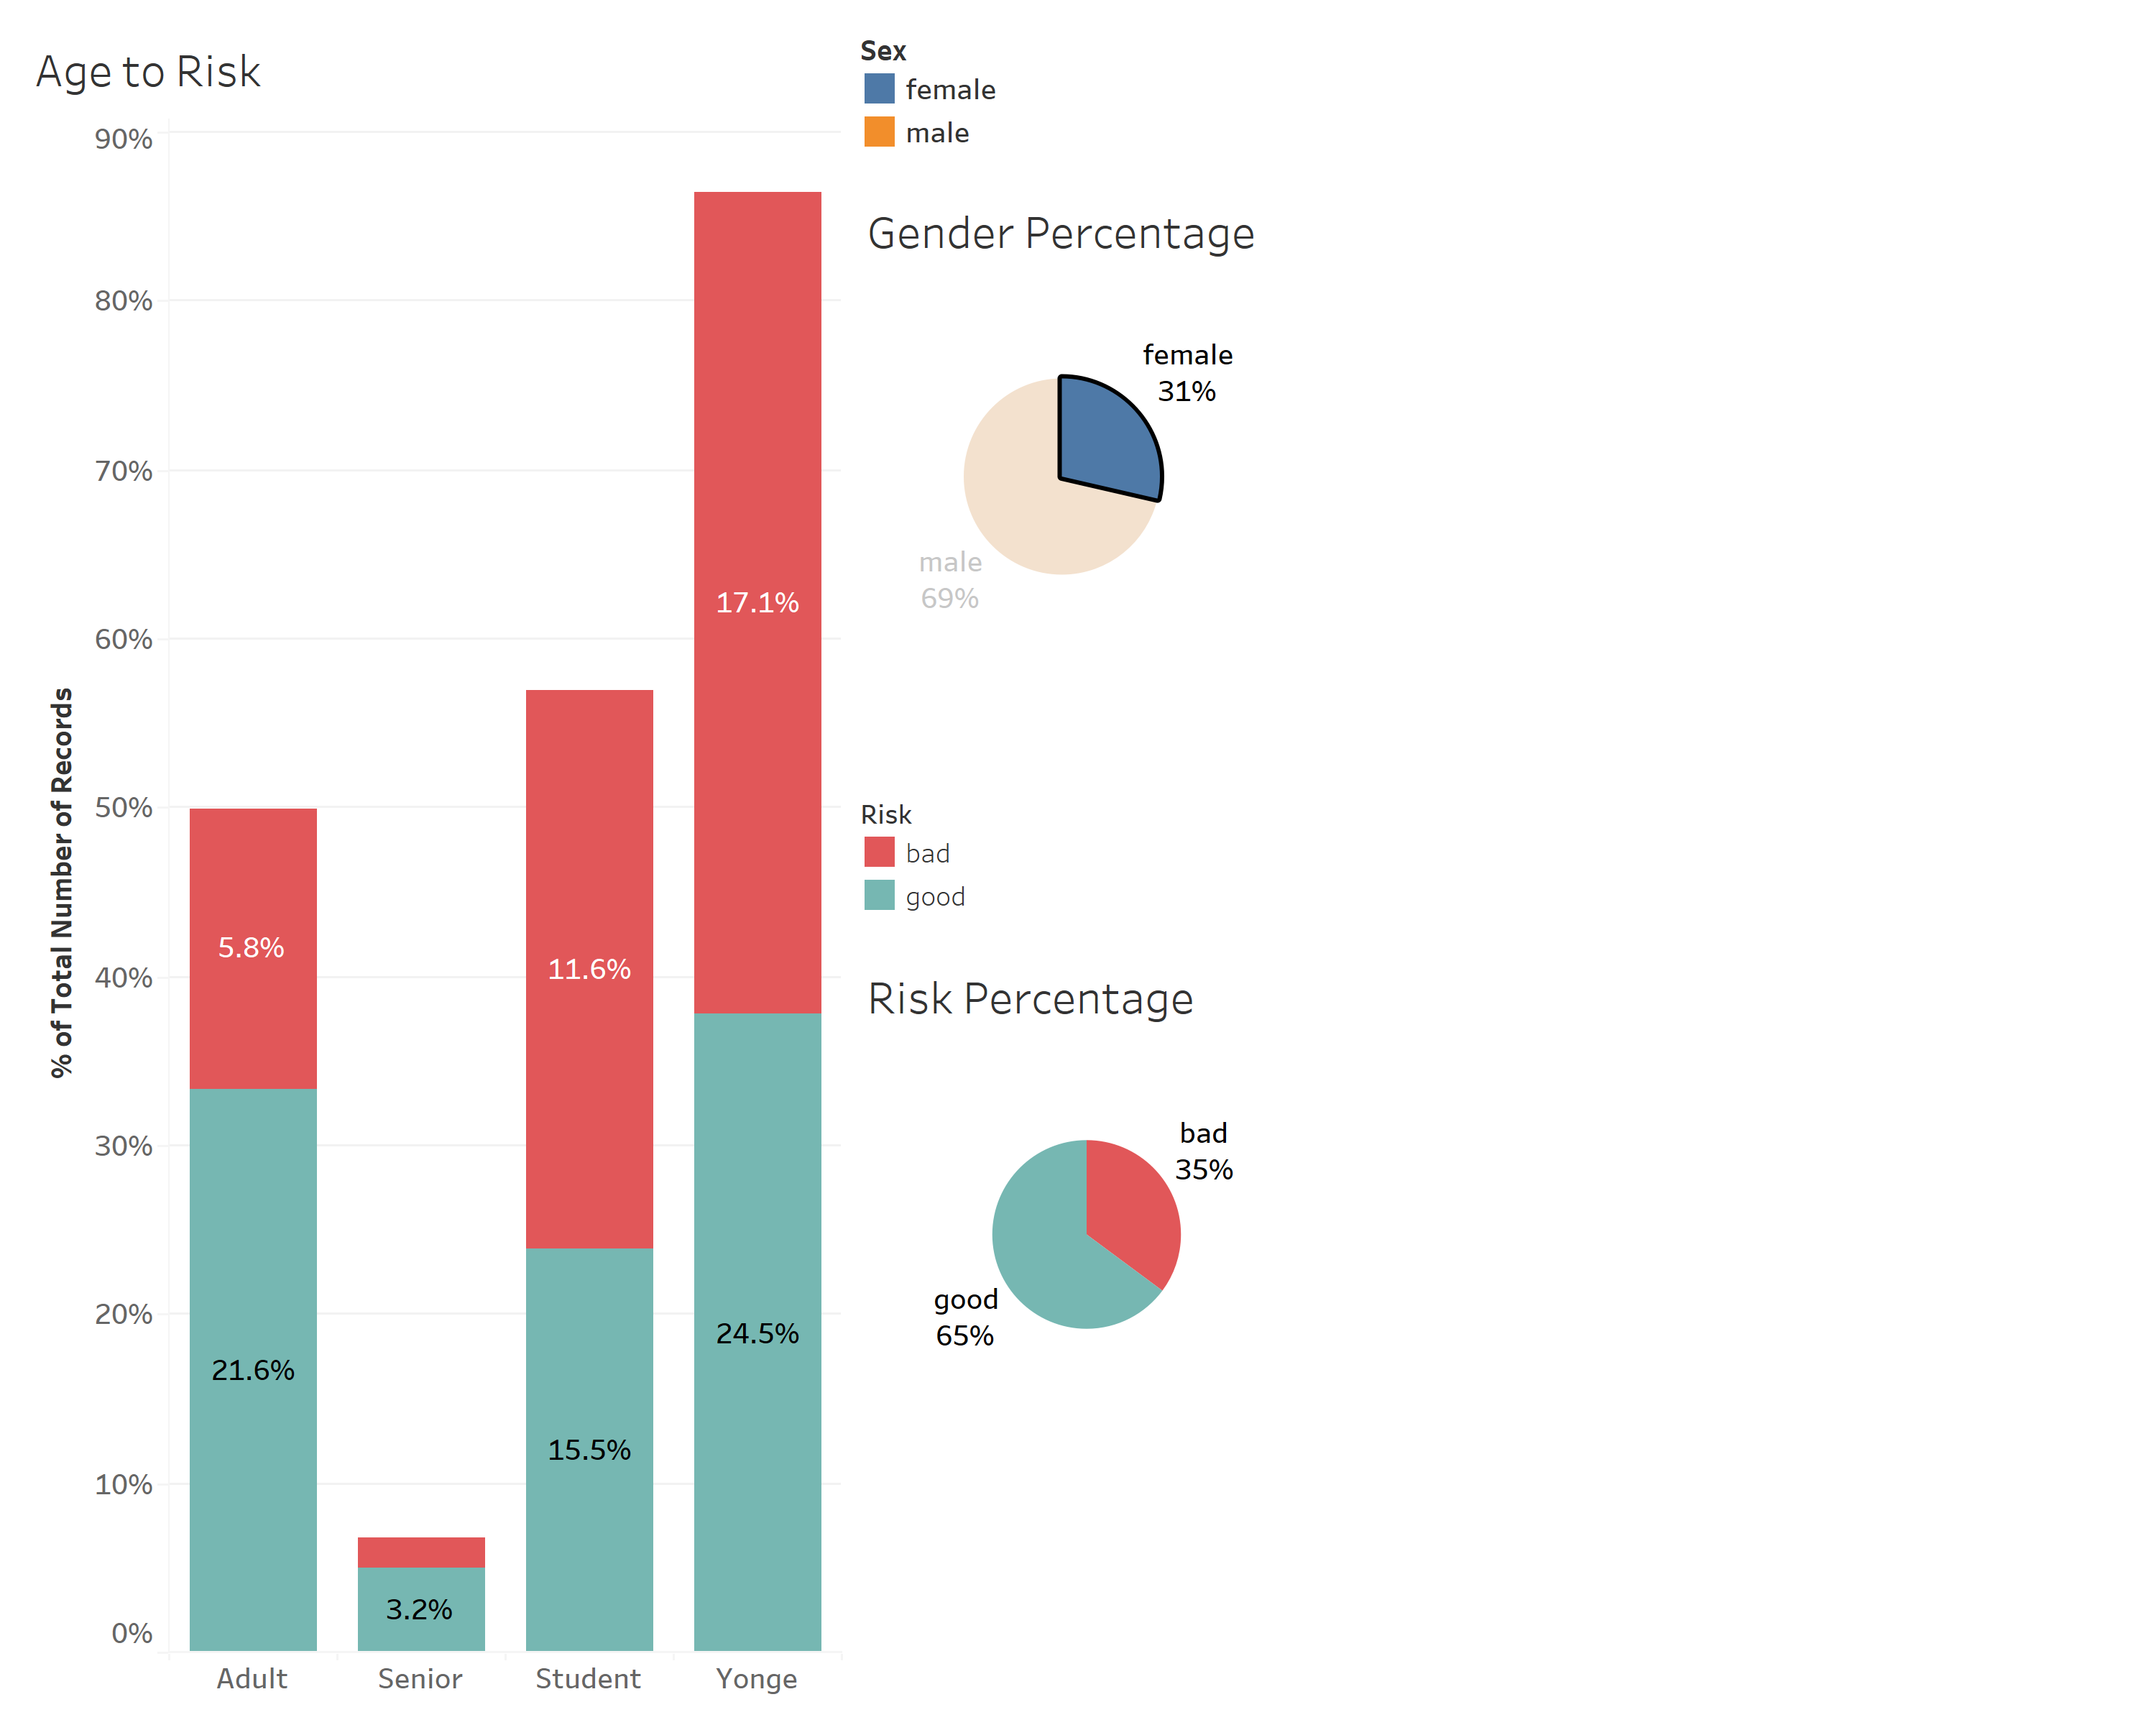 Age to Risk
% of Total Number of Records
90%
80%
70%
60%
50%
40%
30%
20%
10%
0%
5.8%
21.6%
3.2%
11.6%
15.5%
17.1%
24.5%
Adult
Senior
Student
Yonge
Sex
female
male
Gender Percentage
female
31%
male
69%
Risk
bad
good
Risk Percentage
bad
35%
good
65%